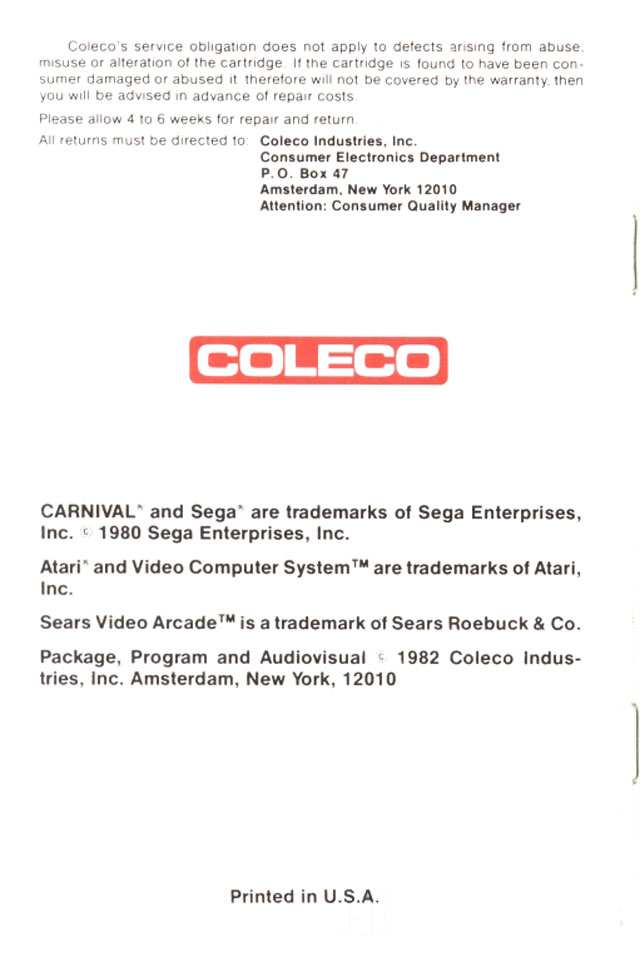 Coleco's service obligation does not apply to defects arising from abuse,
misuse or alteration of the cartridge. If the cartridge is found to have been con-
sumer damaged or abused it therefore will not be covered by the warranty, then
you will be advised in advance of repair costs.
Please allow 4 to 6 weeks for repair and return.
All returns must be directed to: Coleco Industries, Inc.
Consumer Electronics Department
P.O. Box 47
Amsterdam, New York 12010
Attention: Consumer Quality Manager
COLECO
CARNIVAL® and Sega® are trademarks of Sega Enterprises,
Inc. © 1980 Sega Enterprises, Inc.
Atari® and Video Computer System™ are trademarks of Atari,
Inc.
Sears Video Arcade™ is a trademark of Sears Roebuck & Co.
Package, Program and Audiovisual © 1982 Coleco Indus-
tries, Inc. Amsterdam, New York, 12010
Printed in U.S.A.